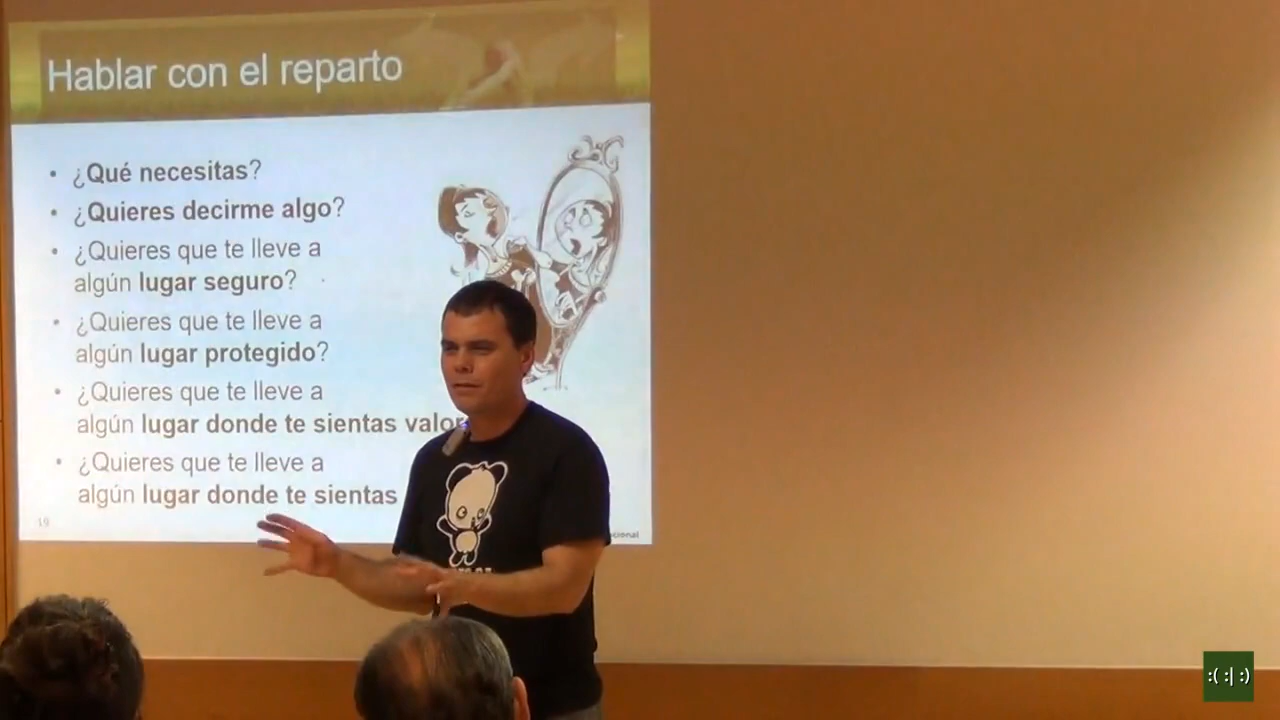 Hablar con el reparto
• ¿Qué necesitas?
• ¿Quieres decirme algo?
• ¿Quieres que te lleve a
algún lugar seguro?
• ¿Quieres que te lleve a
algún lugar protegido?
• ¿Quieres que te lleve a
algún lugar donde te sientas valor
• ¿Quieres que te lleve a
algún lugar donde te sientas
19
:( :| :)